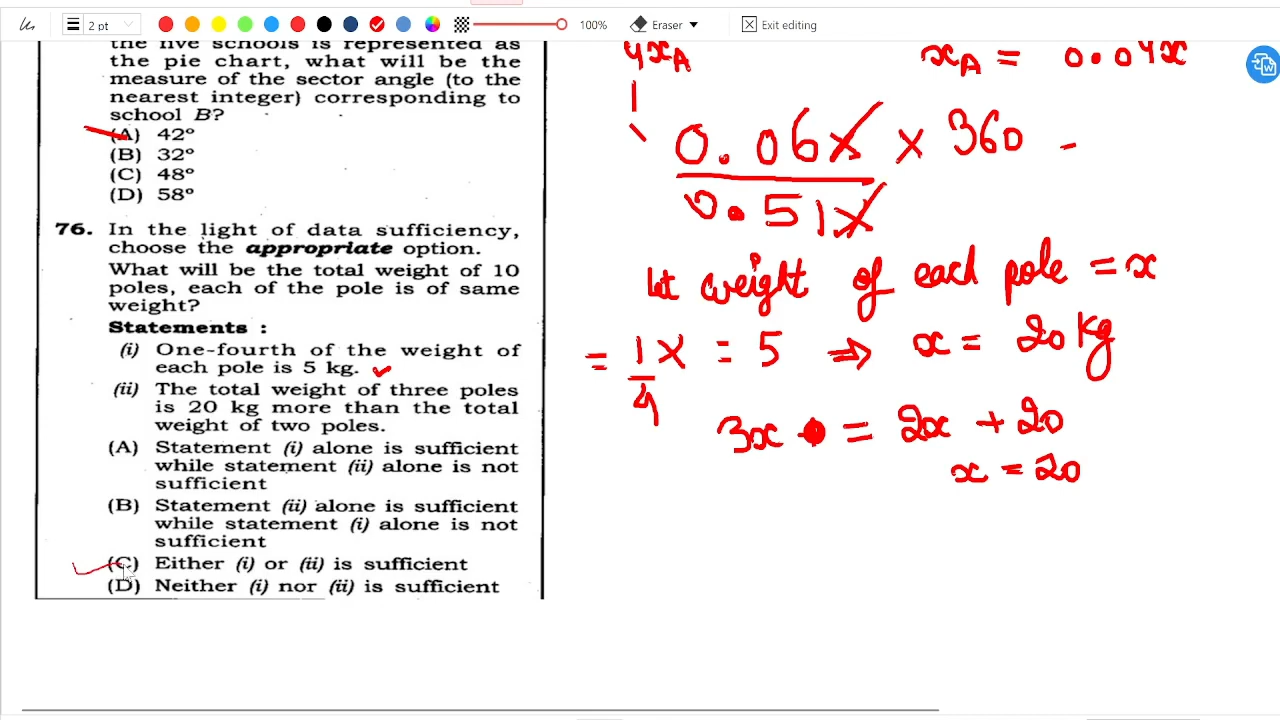 2 pt
100%
Eraser
Exit editing
the five schools is represented as
the pie chart, what will be the
measure of the sector angle (to the
nearest integer) corresponding to
school B?
(A) 42°
(B) 32°
(C) 48°
(D) 58°
76. In the light of data sufficiency,
choose the appropriate option.
What will be the total weight of 10
poles, each of the pole is of same
weight?
Statements :
(i) One-fourth of the weight of
each pole is 5 kg.
(ii) The total weight of three poles
is 20 kg more than the total
weight of two poles.
(A) Statement (i) alone is sufficient
while statement (ii) alone is not
sufficient
(B) Statement (ii) alone is sufficient
while statement (i) alone is not
sufficient
(C) Either (i) or (ii) is sufficient
(D) Neither (i) nor (ii) is sufficient
4xA
xA = 0.04x
0.06x × 360 =
0.51x
let weight of each pole = x
= 1/4 x = 5 ⇒ x = 20 kg
3x = 2x + 20
x = 20